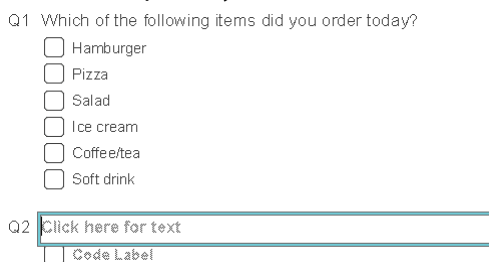 Q1 Which of the following items did you order today?
Hamburger
Pizza
Salad
Ice cream
Coffee/tea
Soft drink
Q2 Click here for text
Code Label